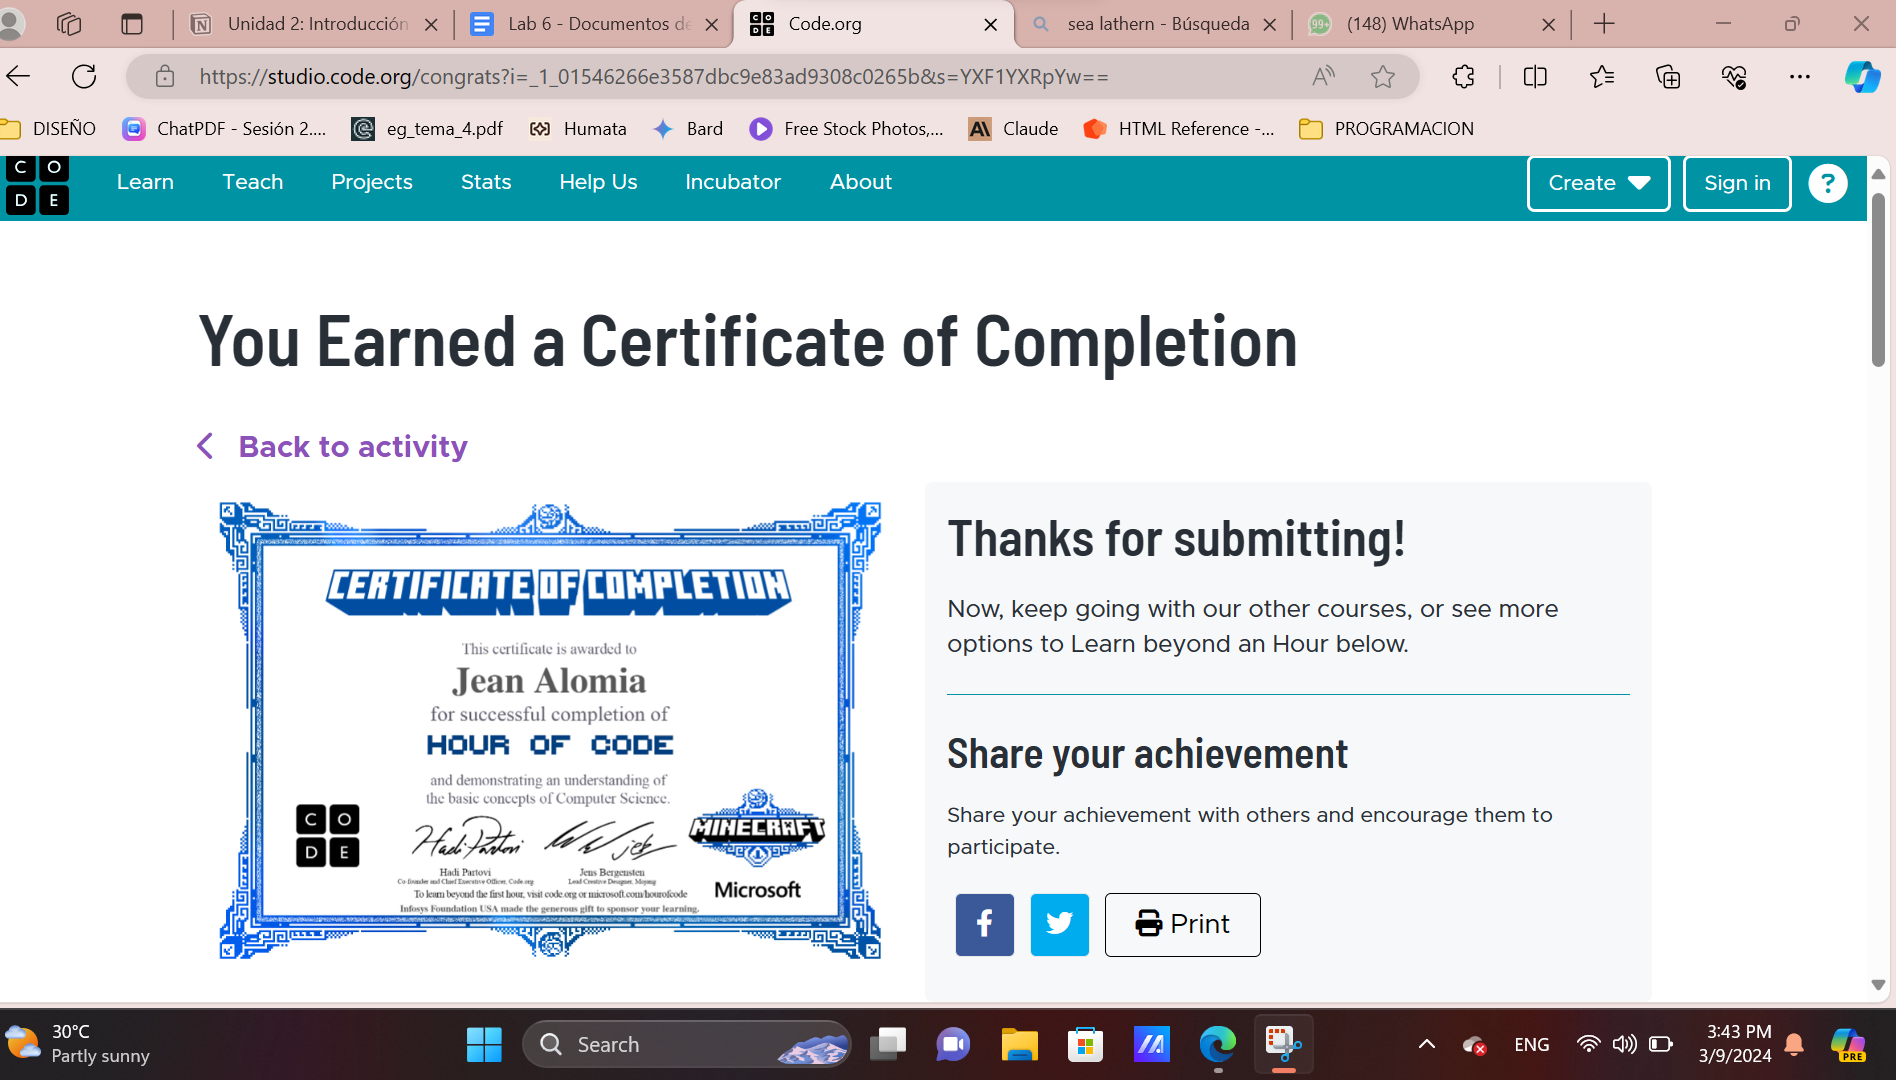 Unidad 2: Introducción
Lab 6 - Documentos de
Code.org
sea lathern - Búsqueda
99+
(148) WhatsApp
https://studio.code.org/congrats?i=_1_01546266e3587dbc9e83ad9308c0265b&s=YXF1YXRpYw==
DISEÑO
ChatPDF - Sesión 2....
eg_tema_4.pdf
Humata
Bard
Free Stock Photos,...
Claude
HTML Reference -...
PROGRAMACION
C O
D E
Learn
Teach
Projects
Stats
Help Us
Incubator
About
Create
Sign in
?
You Earned a Certificate of Completion
Back to activity
CERTIFICATE OF COMPLETION
This certificate is awarded to
Jean Alomia
for successful completion of
HOUR OF CODE
and demonstrating an understanding of
the basic concepts of Computer Science.
C O
D E
Hadi Partovi
jeb
MINECRAFT
Hadi Partovi
Co-founder and Chief Executive Officer, Code.org
Jens Bergensten
Lead Creative Designer, Mojang
Microsoft
To learn beyond the first hour, visit code.org or microsoft.com/hourofcode
Infosys Foundation USA made the generous gift to sponsor your learning.
Thanks for submitting!
Now, keep going with our other courses, or see more
options to Learn beyond an Hour below.
Share your achievement
Share your achievement with others and encourage them to
participate.
Print
30°C
Partly sunny
Search
ENG
3:43 PM
3/9/2024
PRE